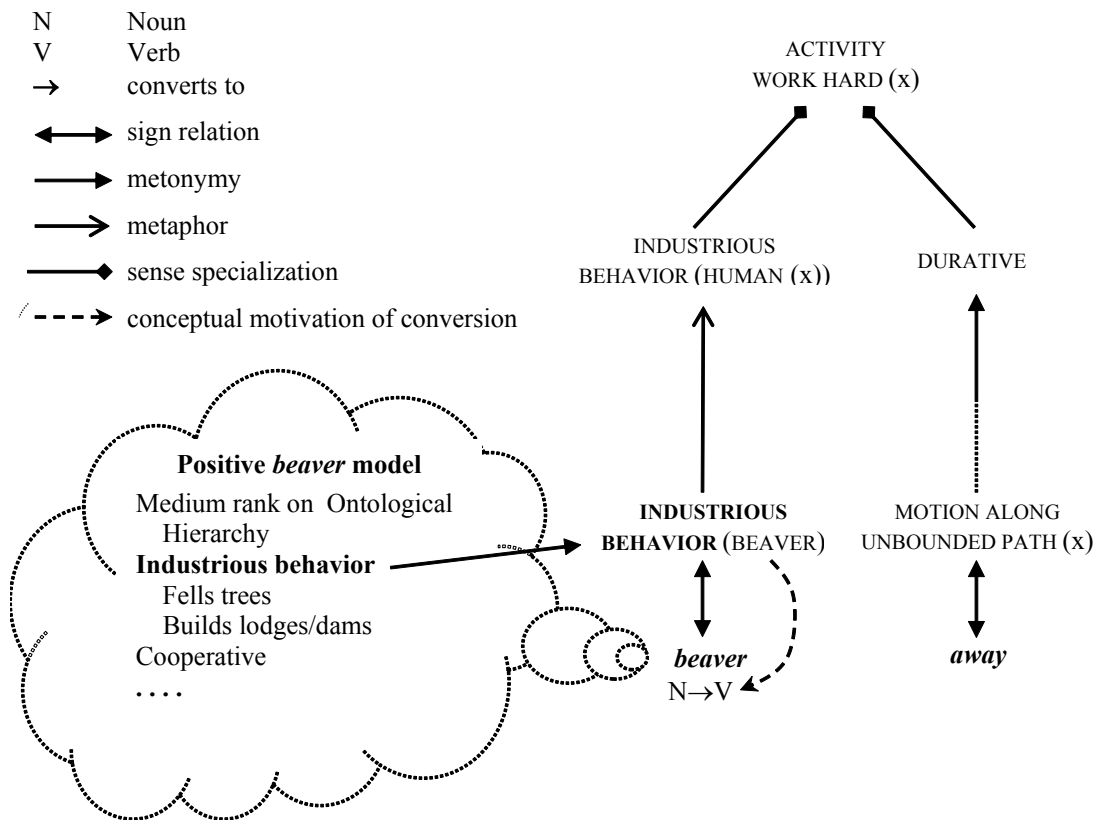 N Noun
V Verb
→ converts to
sign relation
metonymy
metaphor
sense specialization
conceptual motivation of conversion
ACTIVITY
WORK HARD (x)
INDUSTRIOUS
BEHAVIOR (HUMAN (x))
DURATIVE
Positive beaver model
Medium rank on Ontological
Hierarchy
Industrious behavior
Fells trees
Builds lodges/dams
Cooperative
. . . .
INDUSTRIOUS
BEHAVIOR (BEAVER)
MOTION ALONG
UNBOUNDED PATH (x)
beaver
N→V
away